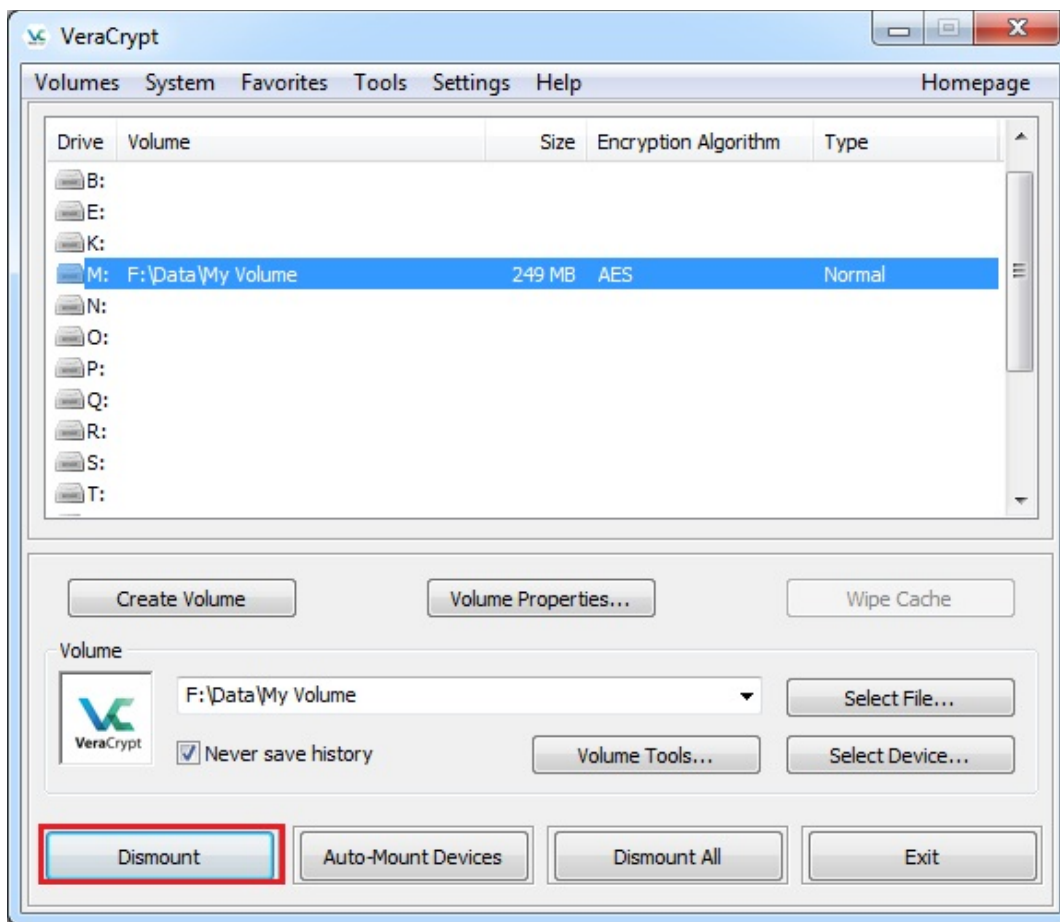 VeraCrypt
Volumes System Favorites Tools Settings Help Homepage
Drive Volume Size Encryption Algorithm Type
B:
E:
K:
M: F:\Data\My Volume 249 MB AES Normal
N:
O:
P:
Q:
R:
S:
T:
Create Volume Volume Properties... Wipe Cache
Volume
F:\Data\My Volume Select File...
VeraCrypt
Never save history Volume Tools... Select Device...
Dismount Auto-Mount Devices Dismount All Exit